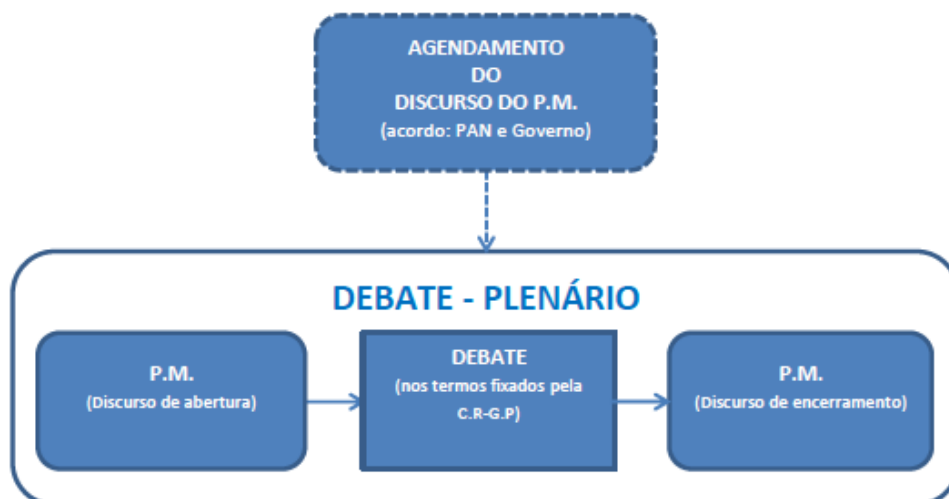 AGENDAMENTO
DO
DISCURSO DO P.M.
(acordo: PAN e Governo)
DEBATE - PLENÁRIO
P.M.
(Discurso de abertura)
DEBATE
(nos termos fixados pela
C.R-G.P)
P.M.
(Discurso de encerramento)